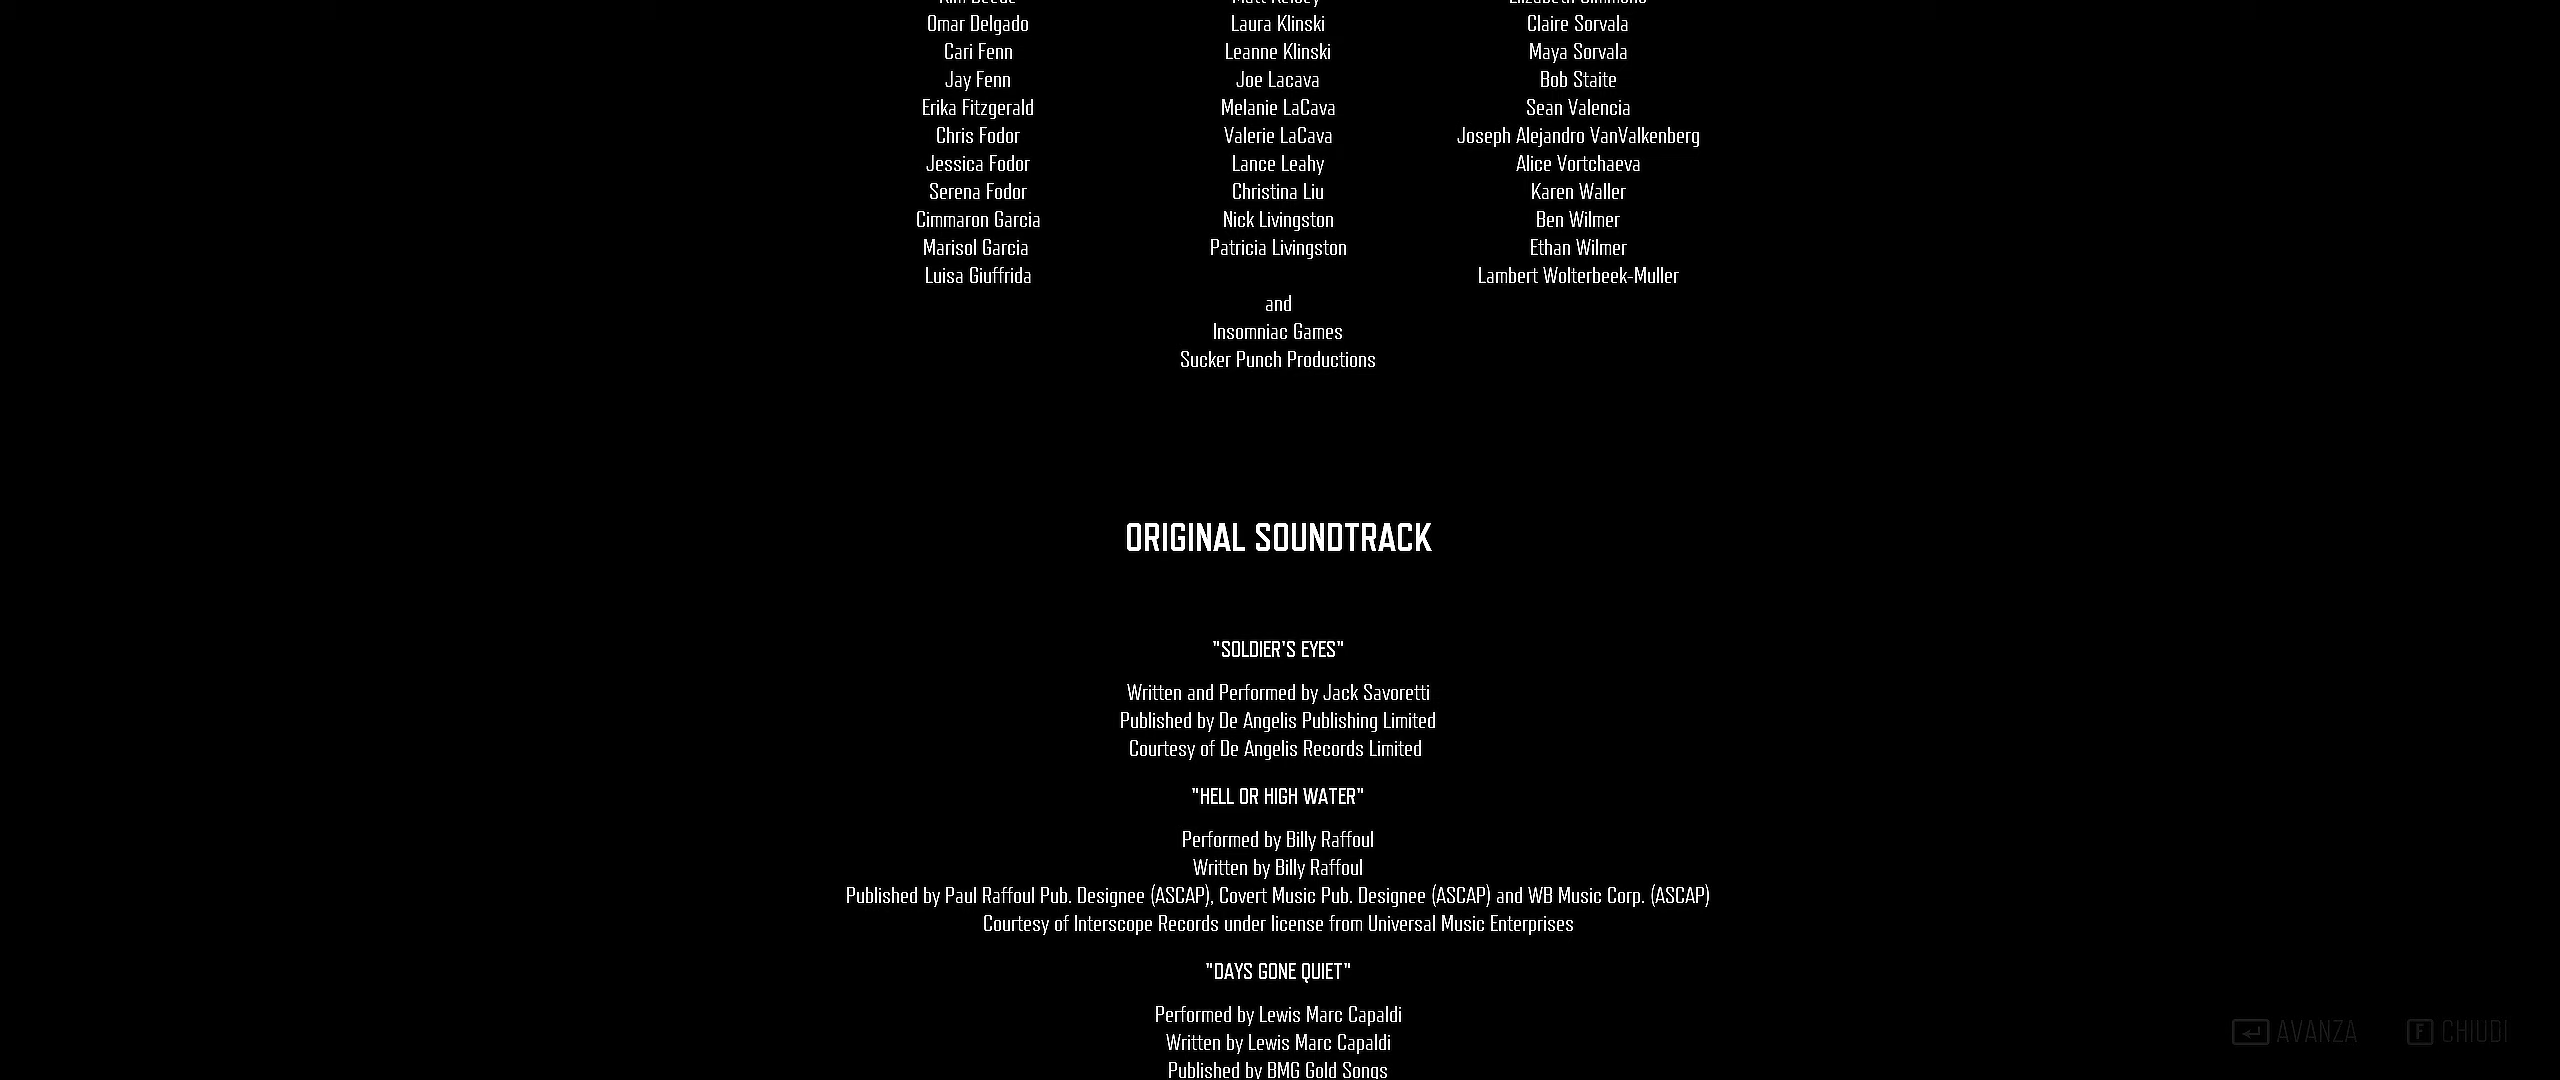 Omar Delgado
Cari Fenn
Jay Fenn
Erika Fitzgerald
Chris Fodor
Jessica Fodor
Serena Fodor
Cimmaron Garcia
Marisol Garcia
Luisa Giuffrida
Laura Klinski
Leanne Klinski
Joe Lacava
Melanie LaCava
Valerie LaCava
Lance Leahy
Christina Liu
Nick Livingston
Patricia Livingston
Claire Sorvala
Maya Sorvala
Bob Staite
Sean Valencia
Joseph Alejandro VanValkenberg
Alice Vortchaeva
Karen Waller
Ben Wilmer
Ethan Wilmer
Lambert Wolterbeek-Muller
and
Insomniac Games
Sucker Punch Productions
ORIGINAL SOUNDTRACK
"SOLDIER'S EYES"
Written and Performed by Jack Savoretti
Published by De Angelis Publishing Limited
Courtesy of De Angelis Records Limited
"HELL OR HIGH WATER"
Performed by Billy Raffoul
Written by Billy Raffoul
Published by Paul Raffoul Pub. Designee (ASCAP), Covert Music Pub. Designee (ASCAP) and WB Music Corp. (ASCAP)
Courtesy of Interscope Records under license from Universal Music Enterprises
"DAYS GONE QUIET"
Performed by Lewis Marc Capaldi
Written by Lewis Marc Capaldi
Published by BMG Gold Songs
AVANZA
F CHIUDI